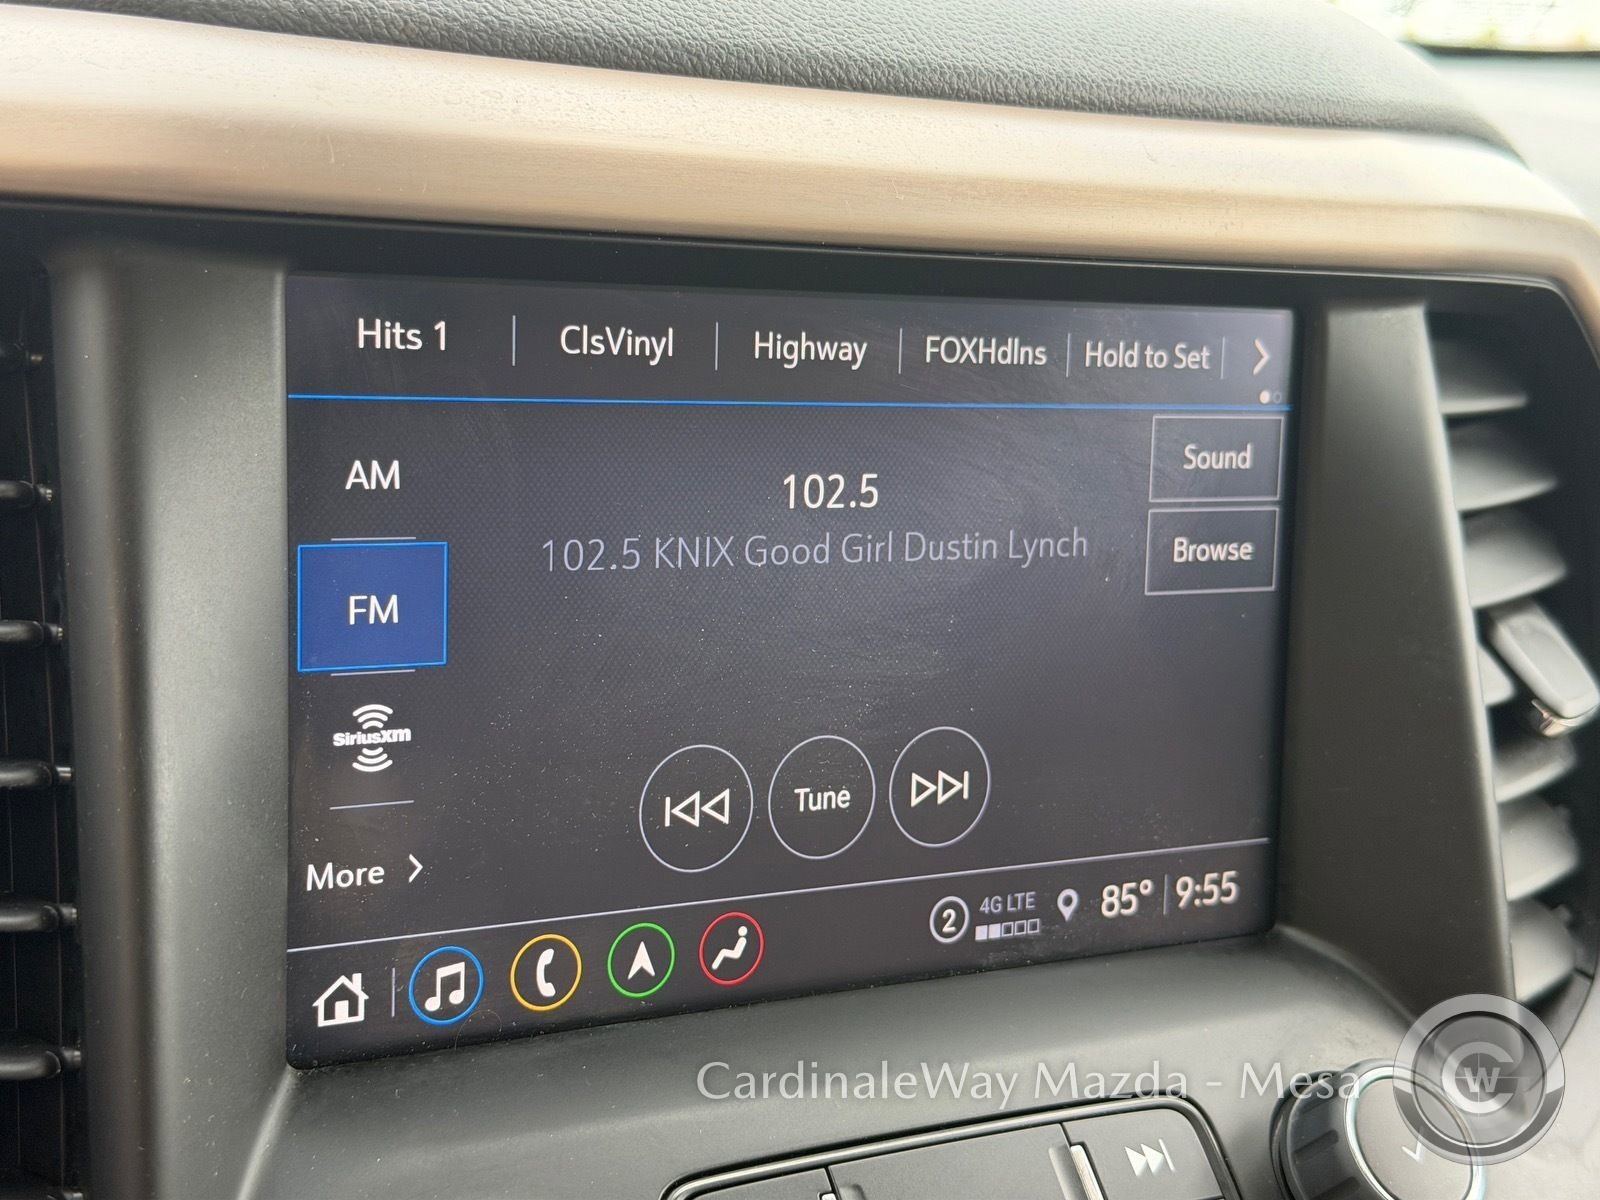 Hits 1 ClsVinyl Highway FOXHdlns Hold to Set
Sound
AM
102.5
102.5 KNIX Good Girl Dustin Lynch
Browse
FM
SiriusXM
Tune
More
2 4G LTE 85° 9:55
CardinaleWay Mazda - Mesa
CW